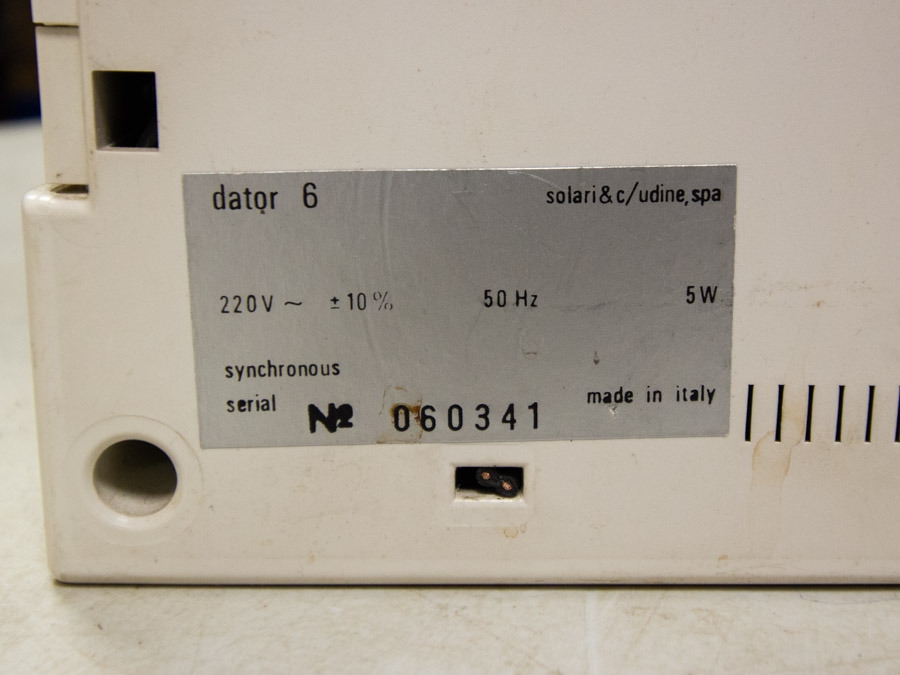 dator 6 solari&c/udine, spa
220V ~ ±10% 50 Hz 5W
synchronous
serial Nº 060341 made in italy